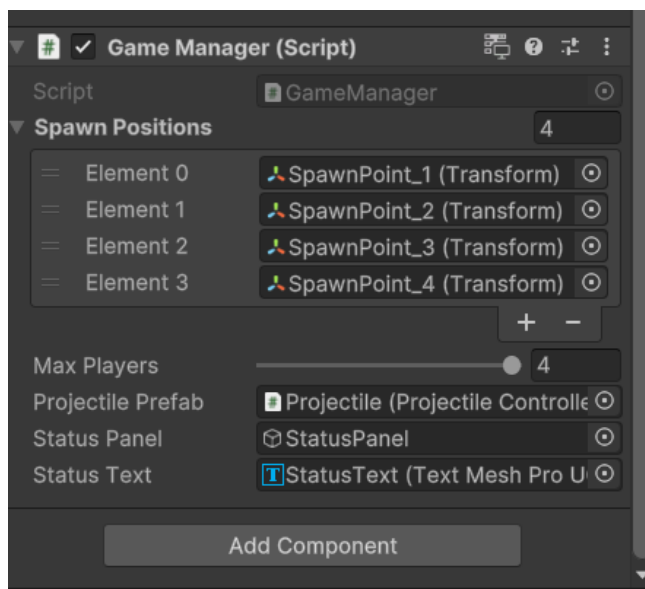 # Game Manager (Script)
Script # GameManager
Spawn Positions 4
Element 0 SpawnPoint_1 (Transform)
Element 1 SpawnPoint_2 (Transform)
Element 2 SpawnPoint_3 (Transform)
Element 3 SpawnPoint_4 (Transform)
+ −
Max Players 4
Projectile Prefab # Projectile (Projectile Controlle
Status Panel StatusPanel
Status Text T StatusText (Text Mesh Pro U
Add Component